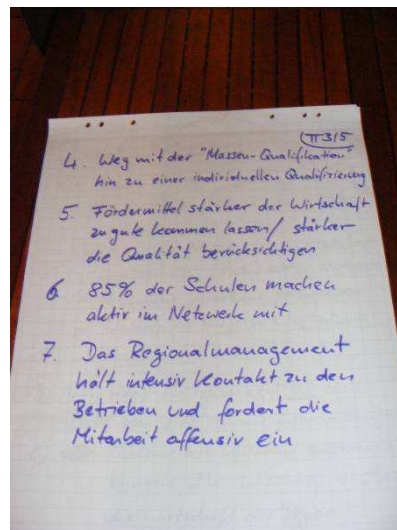 II 3/5
4. Weg mit der "Massen-Qualifikation"
hin zu einer individuellen Qualifizierung
5. Fördermittel stärker der Wirtschaft
zugute kommen lassen / stärker
die Qualität berücksichtigen
6. 85% der Schulen machen
aktiv im Netzwerk mit
7. Das Regionalmanagement
hält intensiv Kontakt zu den
Betrieben und fordert die
Mitarbeit offensiv ein